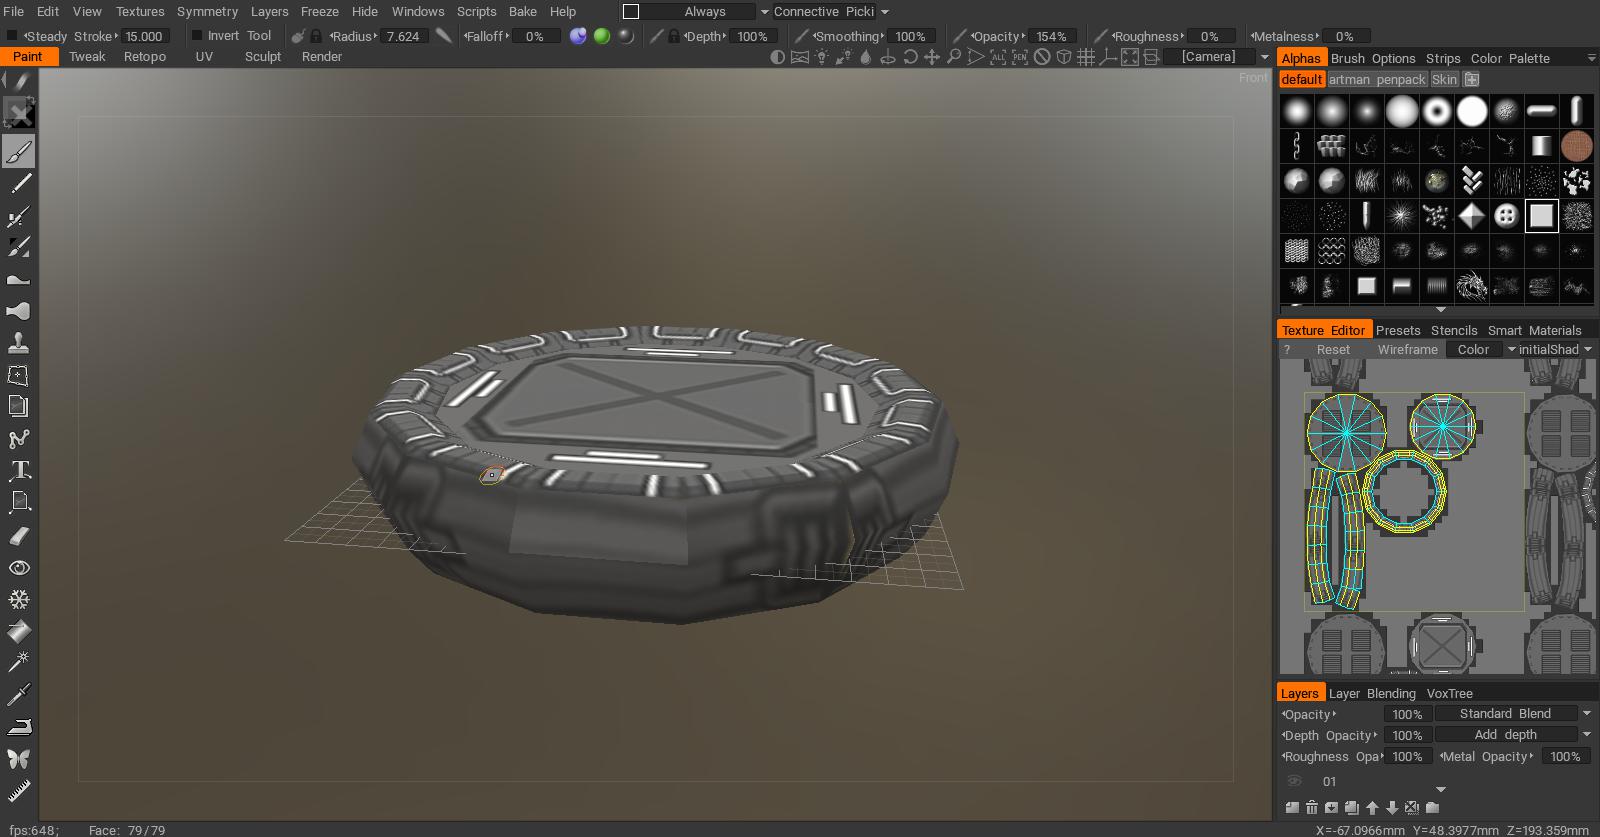 File Edit View Textures Symmetry Layers Freeze Hide Windows Scripts Bake Help Always Connective Picki
Steady Stroke 15.000 Invert Tool Radius 7.624 Falloff 0% Depth 100% Smoothing 100% Opacity 154% Roughness 0% Metalness 0%
Paint Tweak Retopo UV Sculpt Render [Camera]
Alphas Brush Options Strips Color Palette
Front
default artman penpack Skin
Texture Editor Presets Stencils Smart Materials
? Reset Wireframe Color initialShad
Layers Layer Blending VoxTree
Opacity 100% Standard Blend
Depth Opacity 100% Add depth
Roughness Opa 100% Metal Opacity 100%
01
fps:648; Face: 79/79 X=-67.0966mm Y=48.3977mm Z=193.359mm